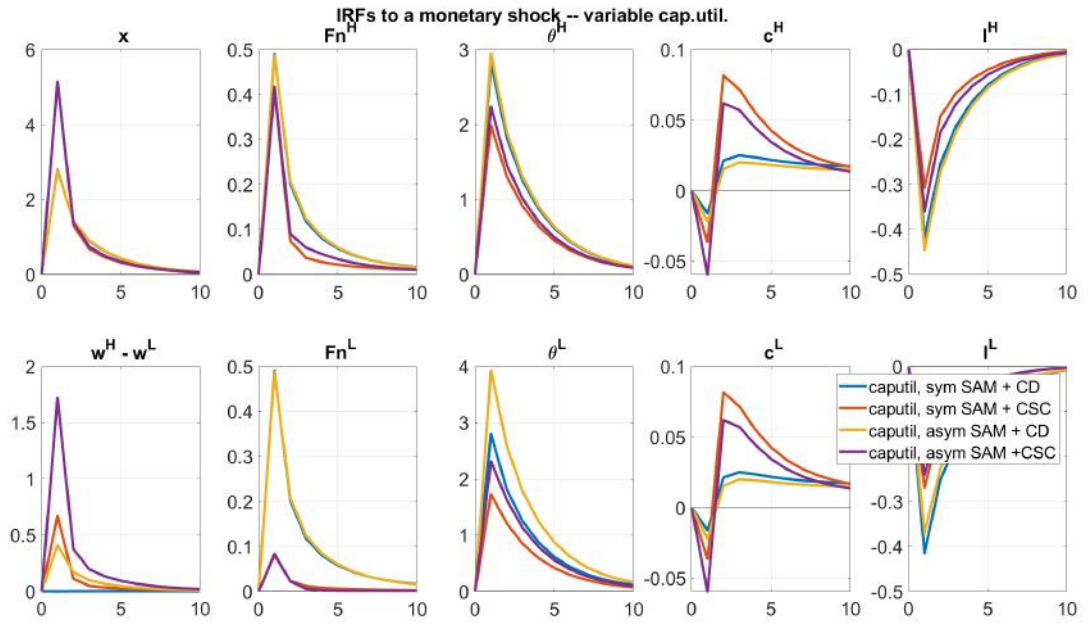 IRFs to a monetary shock -- variable cap.util.
x Fn^H θ^H c^H l^H
6 0.5 3 0.1 0
4 0.4 2 0.05 -0.1
2 0.3 1 0 -0.2
0 0.2 0 -0.05 -0.3
0.1 -0.4
0 -0.5
0 5 10 0 5 10 0 5 10 0 5 10 0 5 10
w^H - w^L Fn^L θ^L c^L l^L
2 0.5 4 0.1 0
1.5 0.4 3 0.05 -0.3
1 0.3 2 0 -0.4
0.5 0.2 1 -0.05 -0.5
0 0.1 0
0
caputil, sym SAM + CD
caputil, sym SAM + CSC
caputil, asym SAM + CD
caputil, asym SAM +CSC
0 5 10 0 5 10 0 5 10 0 5 10 0 5 10